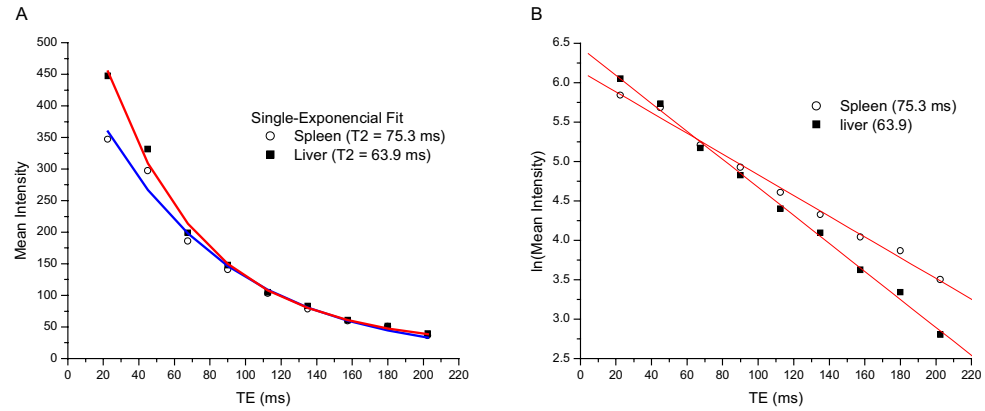 A
500
450
400
350
300
250
200
150
100
50
0
Mean Intensity
Single-Exponencial Fit
Spleen (T2 = 75.3 ms)
Liver (T2 = 63.9 ms)
0 20 40 60 80 100 120 140 160 180 200 220
TE (ms)
B
6.5
6.0
5.5
5.0
4.5
4.0
3.5
3.0
2.5
ln(Mean Intensity)
Spleen (75.3 ms)
liver (63.9)
0 20 40 60 80 100 120 140 160 180 200 220
TE (ms)